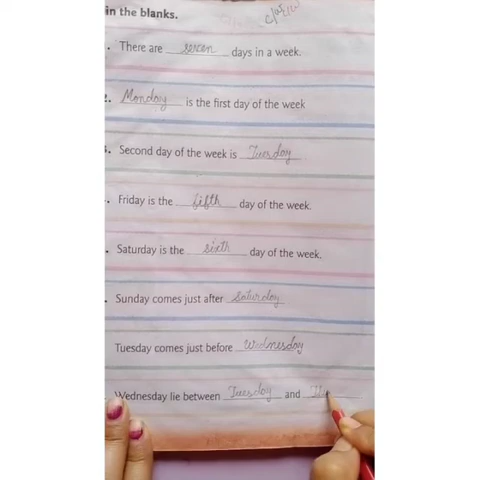 in the blanks.
. There are seven days in a week.
2. Monday is the first day of the week
3. Second day of the week is Tuesday
. Friday is the fifth day of the week.
. Saturday is the sixth day of the week.
. Sunday comes just after Saturday
Tuesday comes just before Wednesday
Wednesday lie between Tuesday and